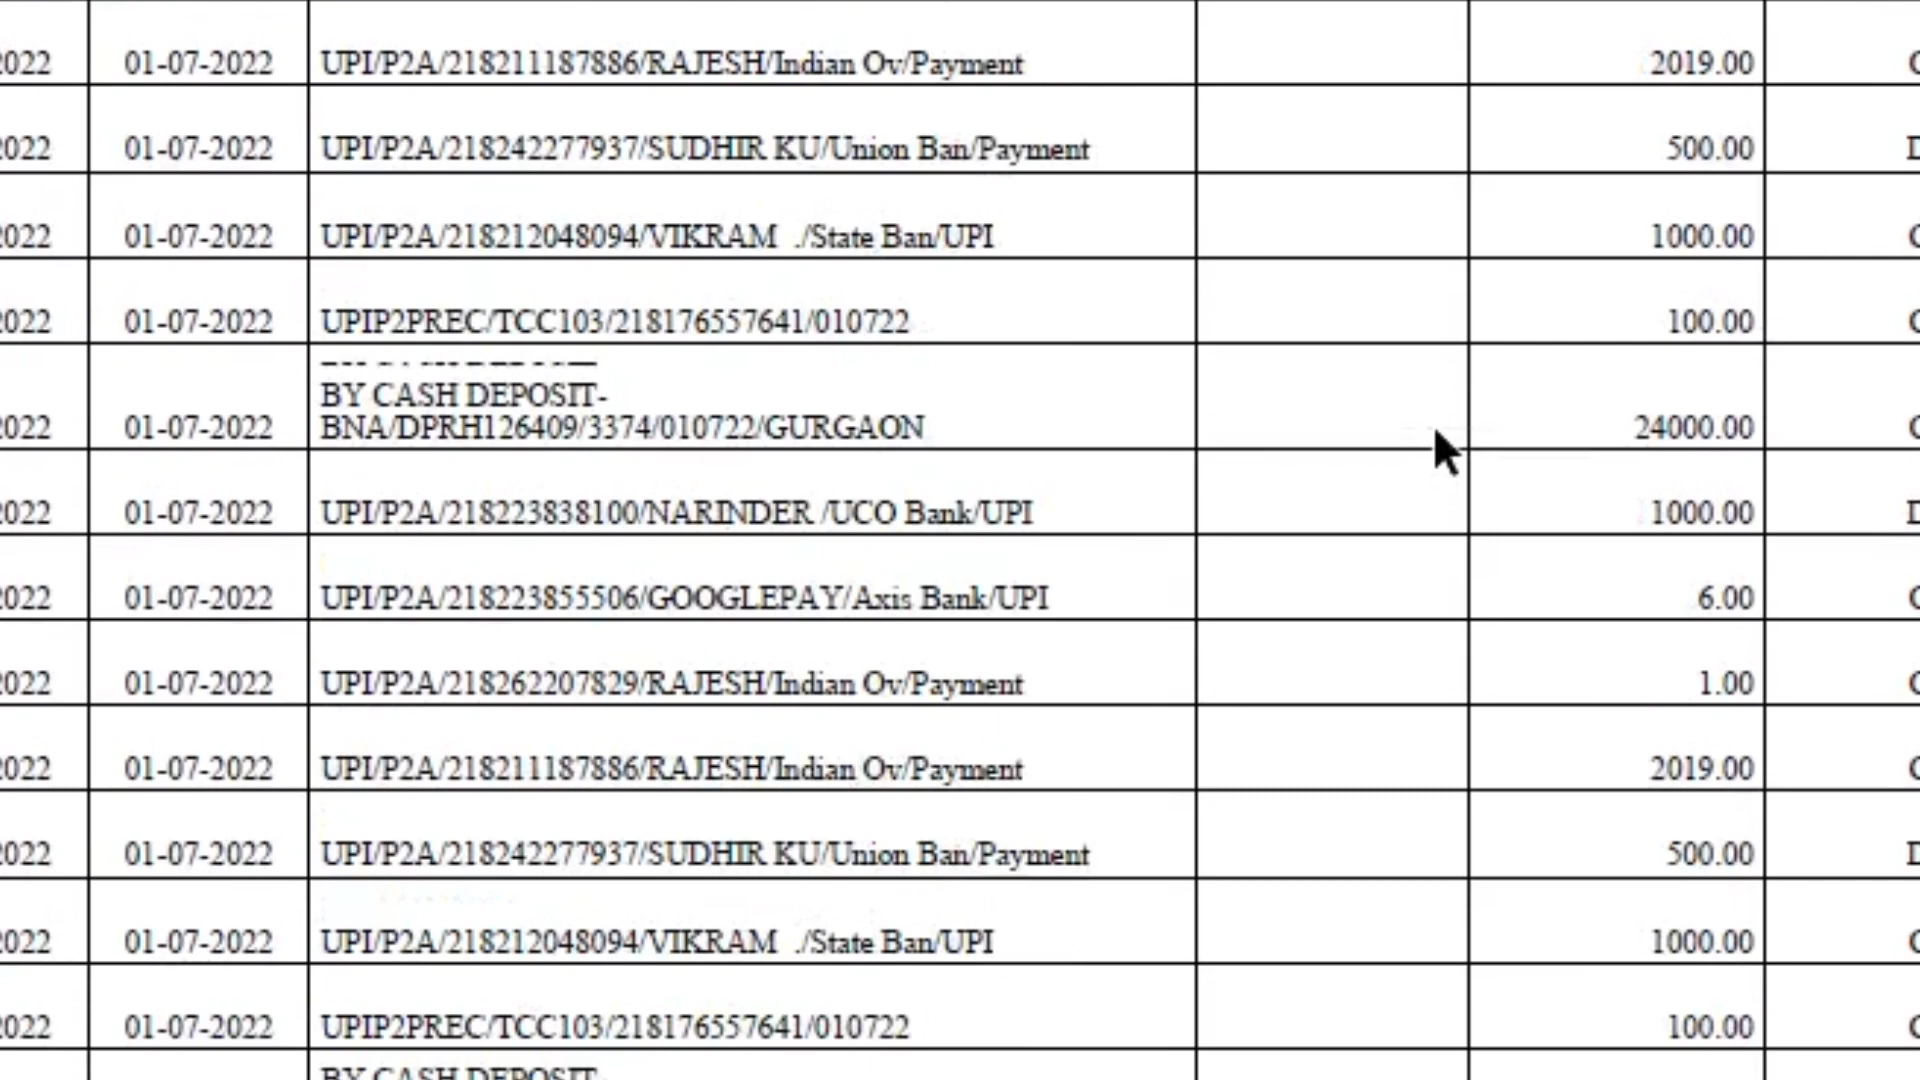 022 01-07-2022 UPI/P2A/218211187886/RAJESH/Indian Ov/Payment 2019.00
022 01-07-2022 UPI/P2A/218242277937/SUDHIR KU/Union Ban/Payment 500.00
022 01-07-2022 UPI/P2A/218212048094/VIKRAM ./State Ban/UPI 1000.00
022 01-07-2022 UPIP2PREC/TCC103/218176557641/010722 100.00
BY CASH DEPOSIT-
022 01-07-2022 BNA/DPRH126409/3374/010722/GURGAON 24000.00
022 01-07-2022 UPI/P2A/218223838100/NARINDER /UCO Bank/UPI 1000.00
022 01-07-2022 UPI/P2A/218223855506/GOOGLEPAY/Axis Bank/UPI 6.00
022 01-07-2022 UPI/P2A/218262207829/RAJESH/Indian Ov/Payment 1.00
022 01-07-2022 UPI/P2A/218211187886/RAJESH/Indian Ov/Payment 2019.00
022 01-07-2022 UPI/P2A/218242277937/SUDHIR KU/Union Ban/Payment 500.00
022 01-07-2022 UPI/P2A/218212048094/VIKRAM ./State Ban/UPI 1000.00
022 01-07-2022 UPIP2PREC/TCC103/218176557641/010722 100.00
BY CASH DEPOSIT-